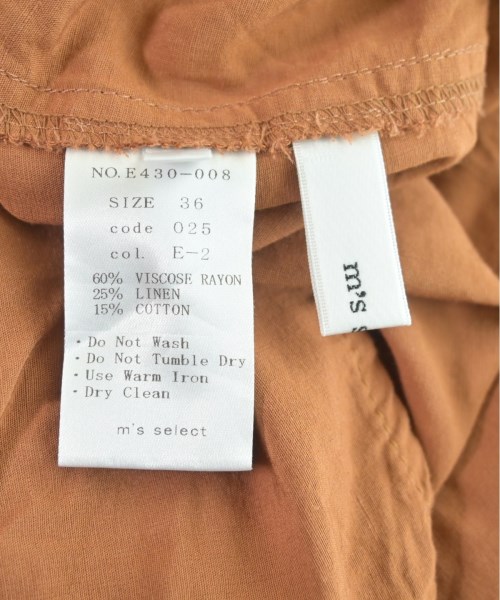 NO.E430-008
SIZE 36
code 025
col. E-2
60% VISCOSE RAYON
25% LINEN
15% COTTON
・Do Not Wash
・Do Not Tumble Dry
・Use Warm Iron
・Dry Clean
m's select
m's s